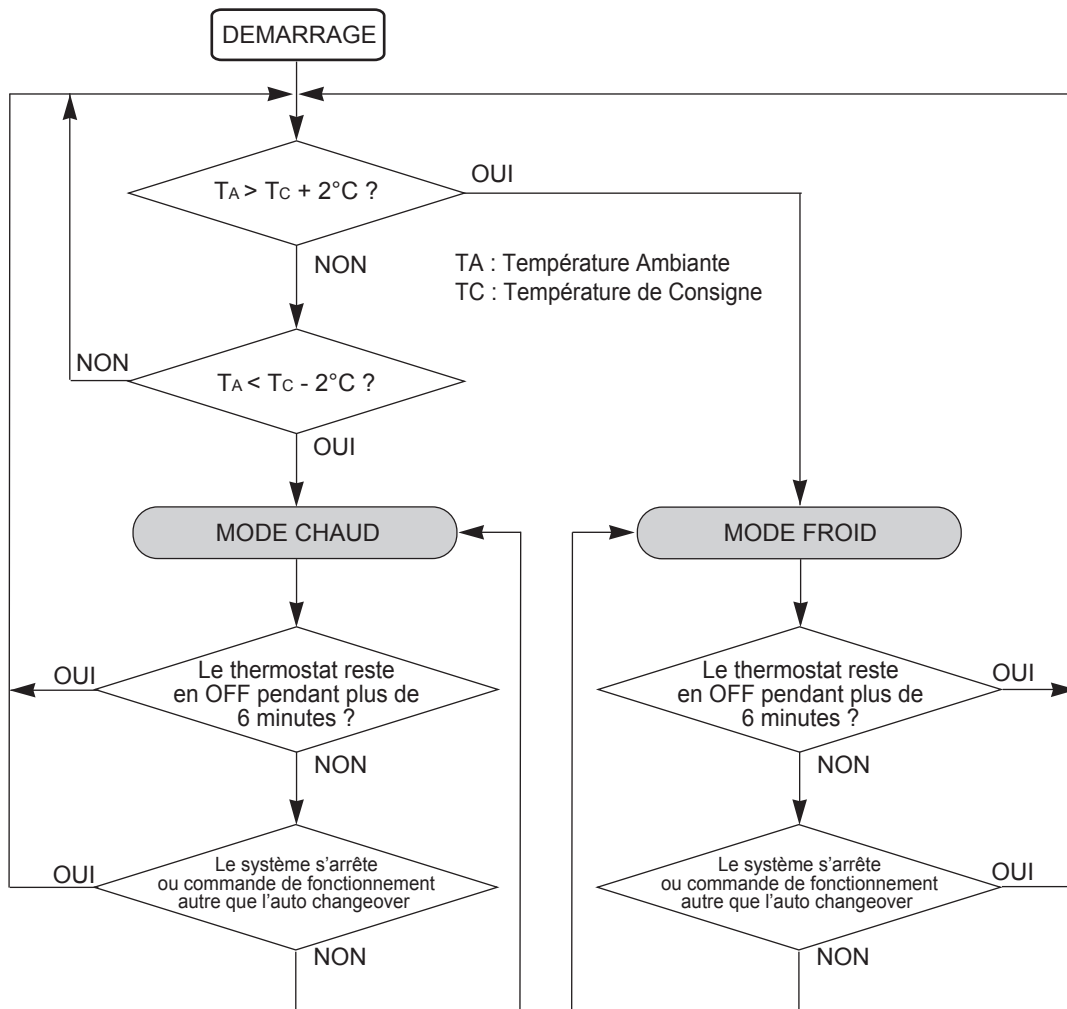 DEMARRAGE
OUI
TA > TC + 2°C ?
NON
TA : Température Ambiante
TC : Température de Consigne
NON
TA < TC - 2°C ?
OUI
MODE CHAUD
MODE FROID
OUI
Le thermostat reste
en OFF pendant plus de
6 minutes ?
NON
Le thermostat reste
en OFF pendant plus de
6 minutes ?
OUI
NON
OUI
Le système s’arrête
ou commande de fonctionnement
autre que l’auto changeover
NON
Le système s’arrête
ou commande de fonctionnement
autre que l’auto changeover
OUI
NON